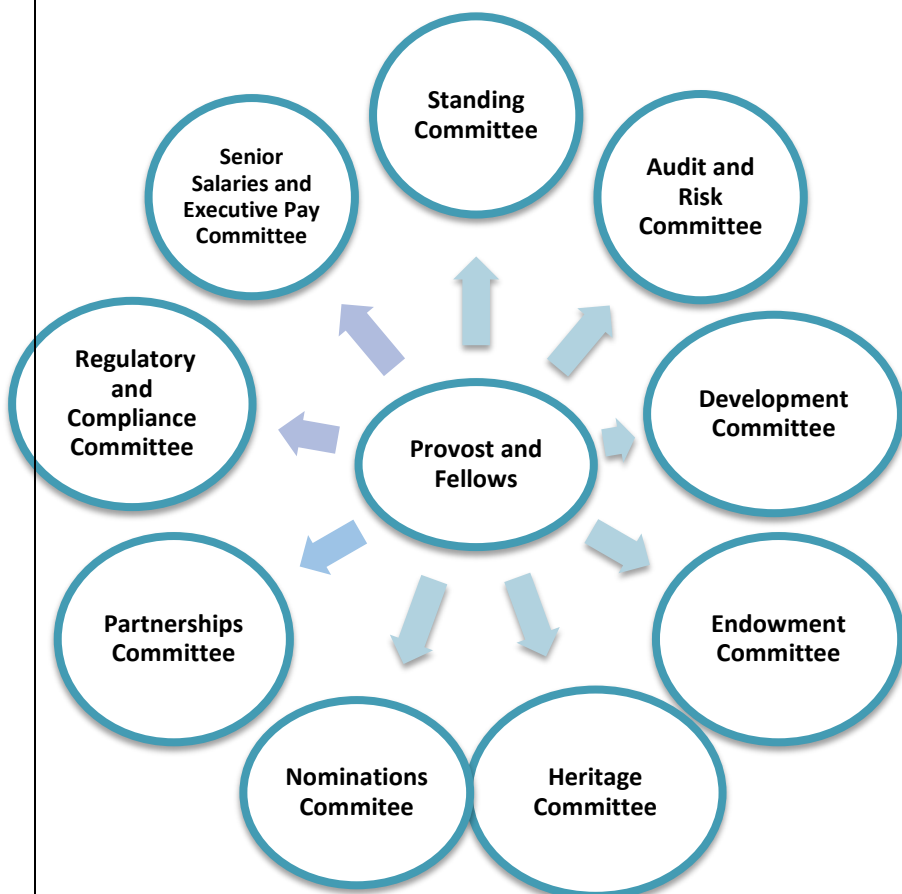 Standing
Committee
Senior
Salaries and
Executive Pay
Committee
Audit and
Risk
Committee
Regulatory
and
Compliance
Committee
Development
Committee
Provost and
Fellows
Partnerships
Committee
Endowment
Committee
Nominations
Commitee
Heritage
Committee